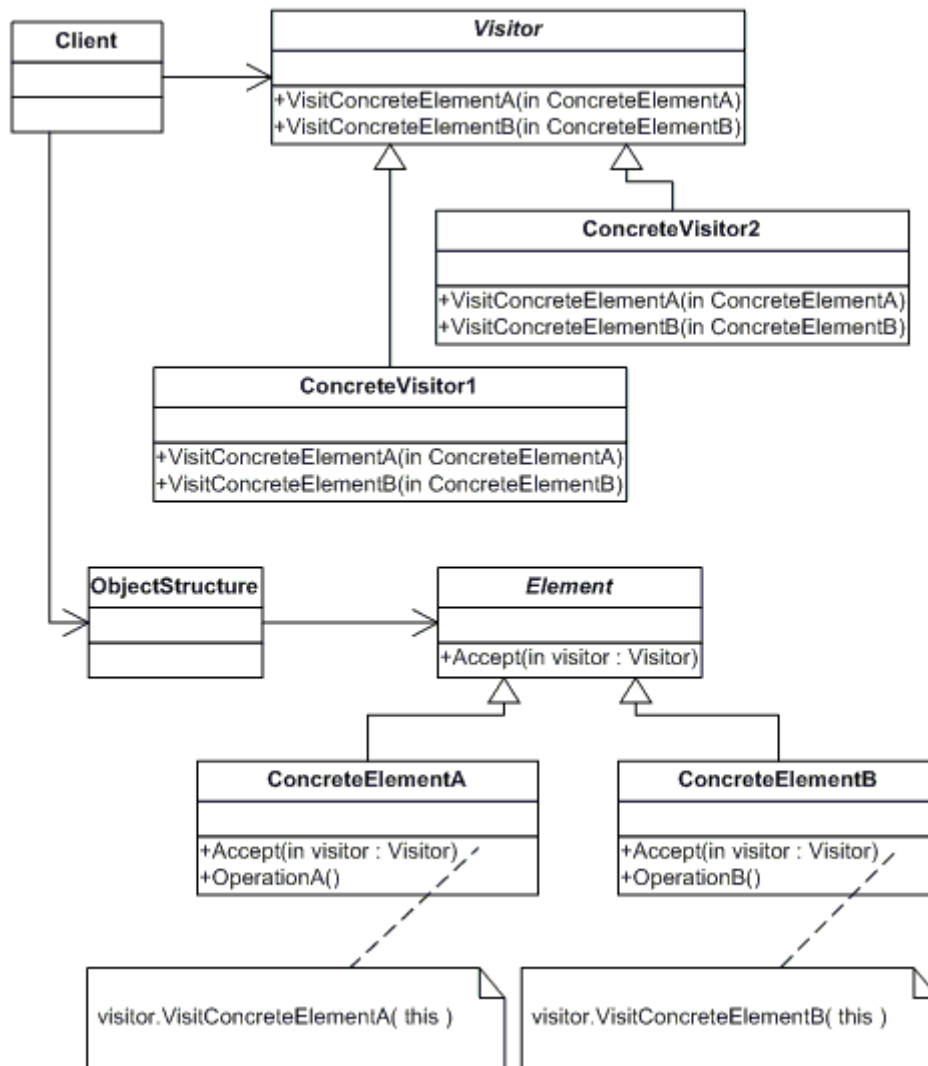 Client
Visitor
+VisitConcreteElementA(in ConcreteElementA)
+VisitConcreteElementB(in ConcreteElementB)
ConcreteVisitor2
+VisitConcreteElementA(in ConcreteElementA)
+VisitConcreteElementB(in ConcreteElementB)
ConcreteVisitor1
+VisitConcreteElementA(in ConcreteElementA)
+VisitConcreteElementB(in ConcreteElementB)
ObjectStructure
Element
+Accept(in visitor : Visitor)
ConcreteElementA
+Accept(in visitor : Visitor)
+OperationA()
ConcreteElementB
+Accept(in visitor : Visitor)
+OperationB()
visitor.VisitConcreteElementA( this )
visitor.VisitConcreteElementB( this )